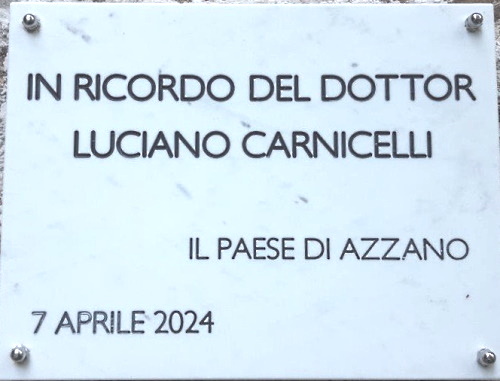 IN RICORDO DEL DOTTOR
LUCIANO CARNICELLI
IL PAESE DI AZZANO
7 APRILE 2024